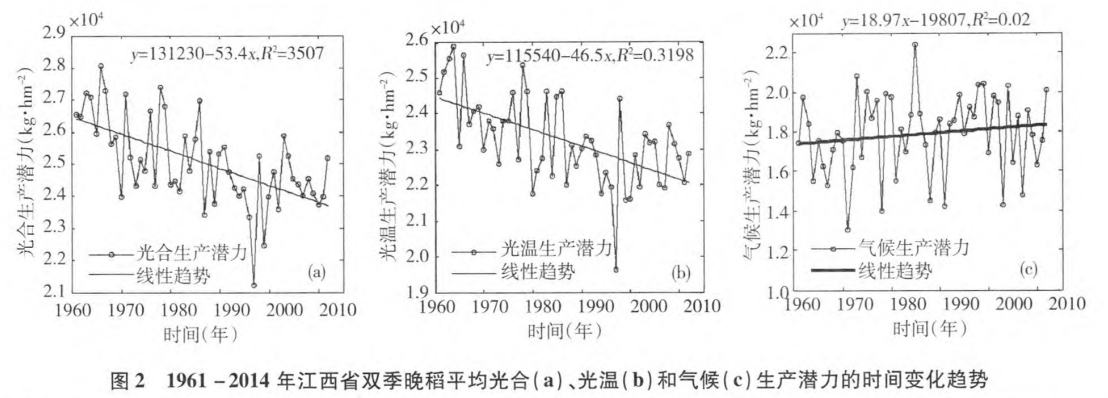 ×10⁴
2.9
2.8
2.7
2.6
2.5
2.4
2.3
2.2
2.1
光合生产潜力(kg·hm⁻²)
y=131230−53.4x,R²=3507
光合生产潜力
线性趋势
(a)
1960 1970 1980 1990 2000 2010
时间(年)
×10⁴
2.6
2.5
2.4
2.3
2.2
2.1
2.0
1.9
光温生产潜力(kg·hm⁻²)
y=115540−46.5x,R²=0.3198
光温生产潜力
线性趋势
(b)
1960 1970 1980 1990 2000 2010
时间(年)
×10⁴
y=18.97x−19807,R²=0.02
2.2
2.0
1.8
1.6
1.4
1.2
1.0
气候生产潜力(kg·hm⁻²)
气候生产潜力
线性趋势
(c)
1960 1970 1980 1990 2000 2010
时间(年)
图2 1961－2014年江西省双季晚稻平均光合(a)、光温(b)和气候(c)生产潜力的时间变化趋势